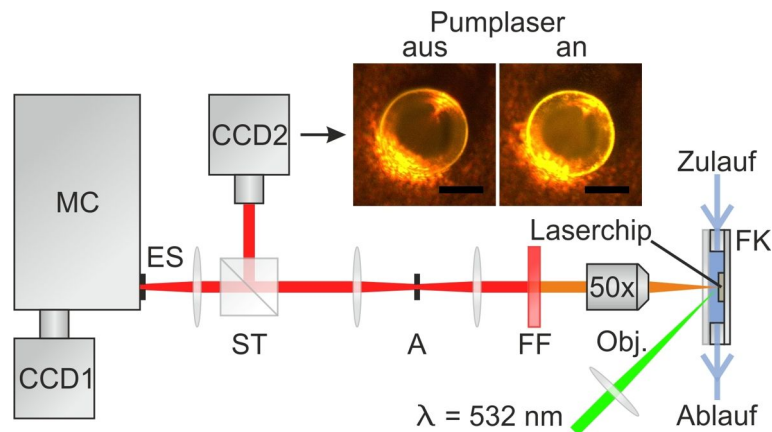 Pumplaser
aus
an
CCD2
MC
Zulauf
Laserchip
FK
ES
50x
ST
A
FF
Obj.
CCD1
λ = 532 nm
Ablauf